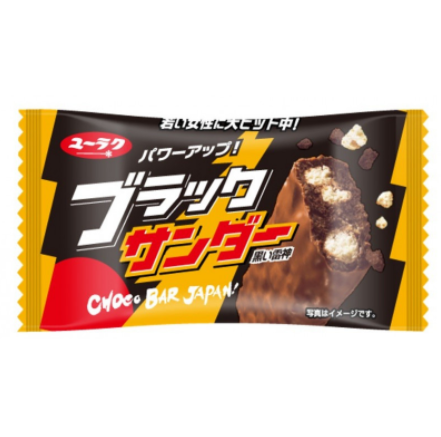 若い女性に大ヒット中!
ユーラク
パワーアップ!
ブラック
サンダー
黒い雷神
CHOCO BAR JAPAN!
写真はイメージです。